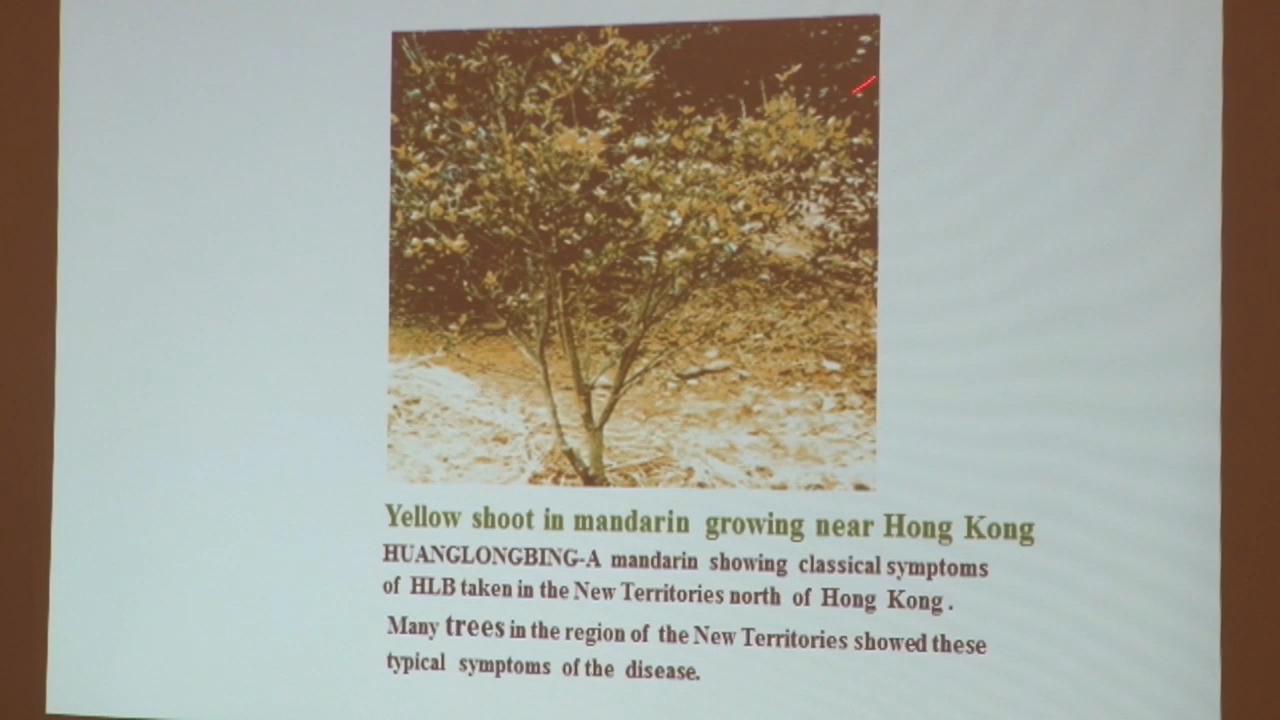 Yellow shoot in mandarin growing near Hong Kong
HUANGLONGBING-A mandarin showing classical symptoms
of HLB taken in the New Territories north of Hong Kong.
Many trees in the region of the New Territories showed these
typical symptoms of the disease.